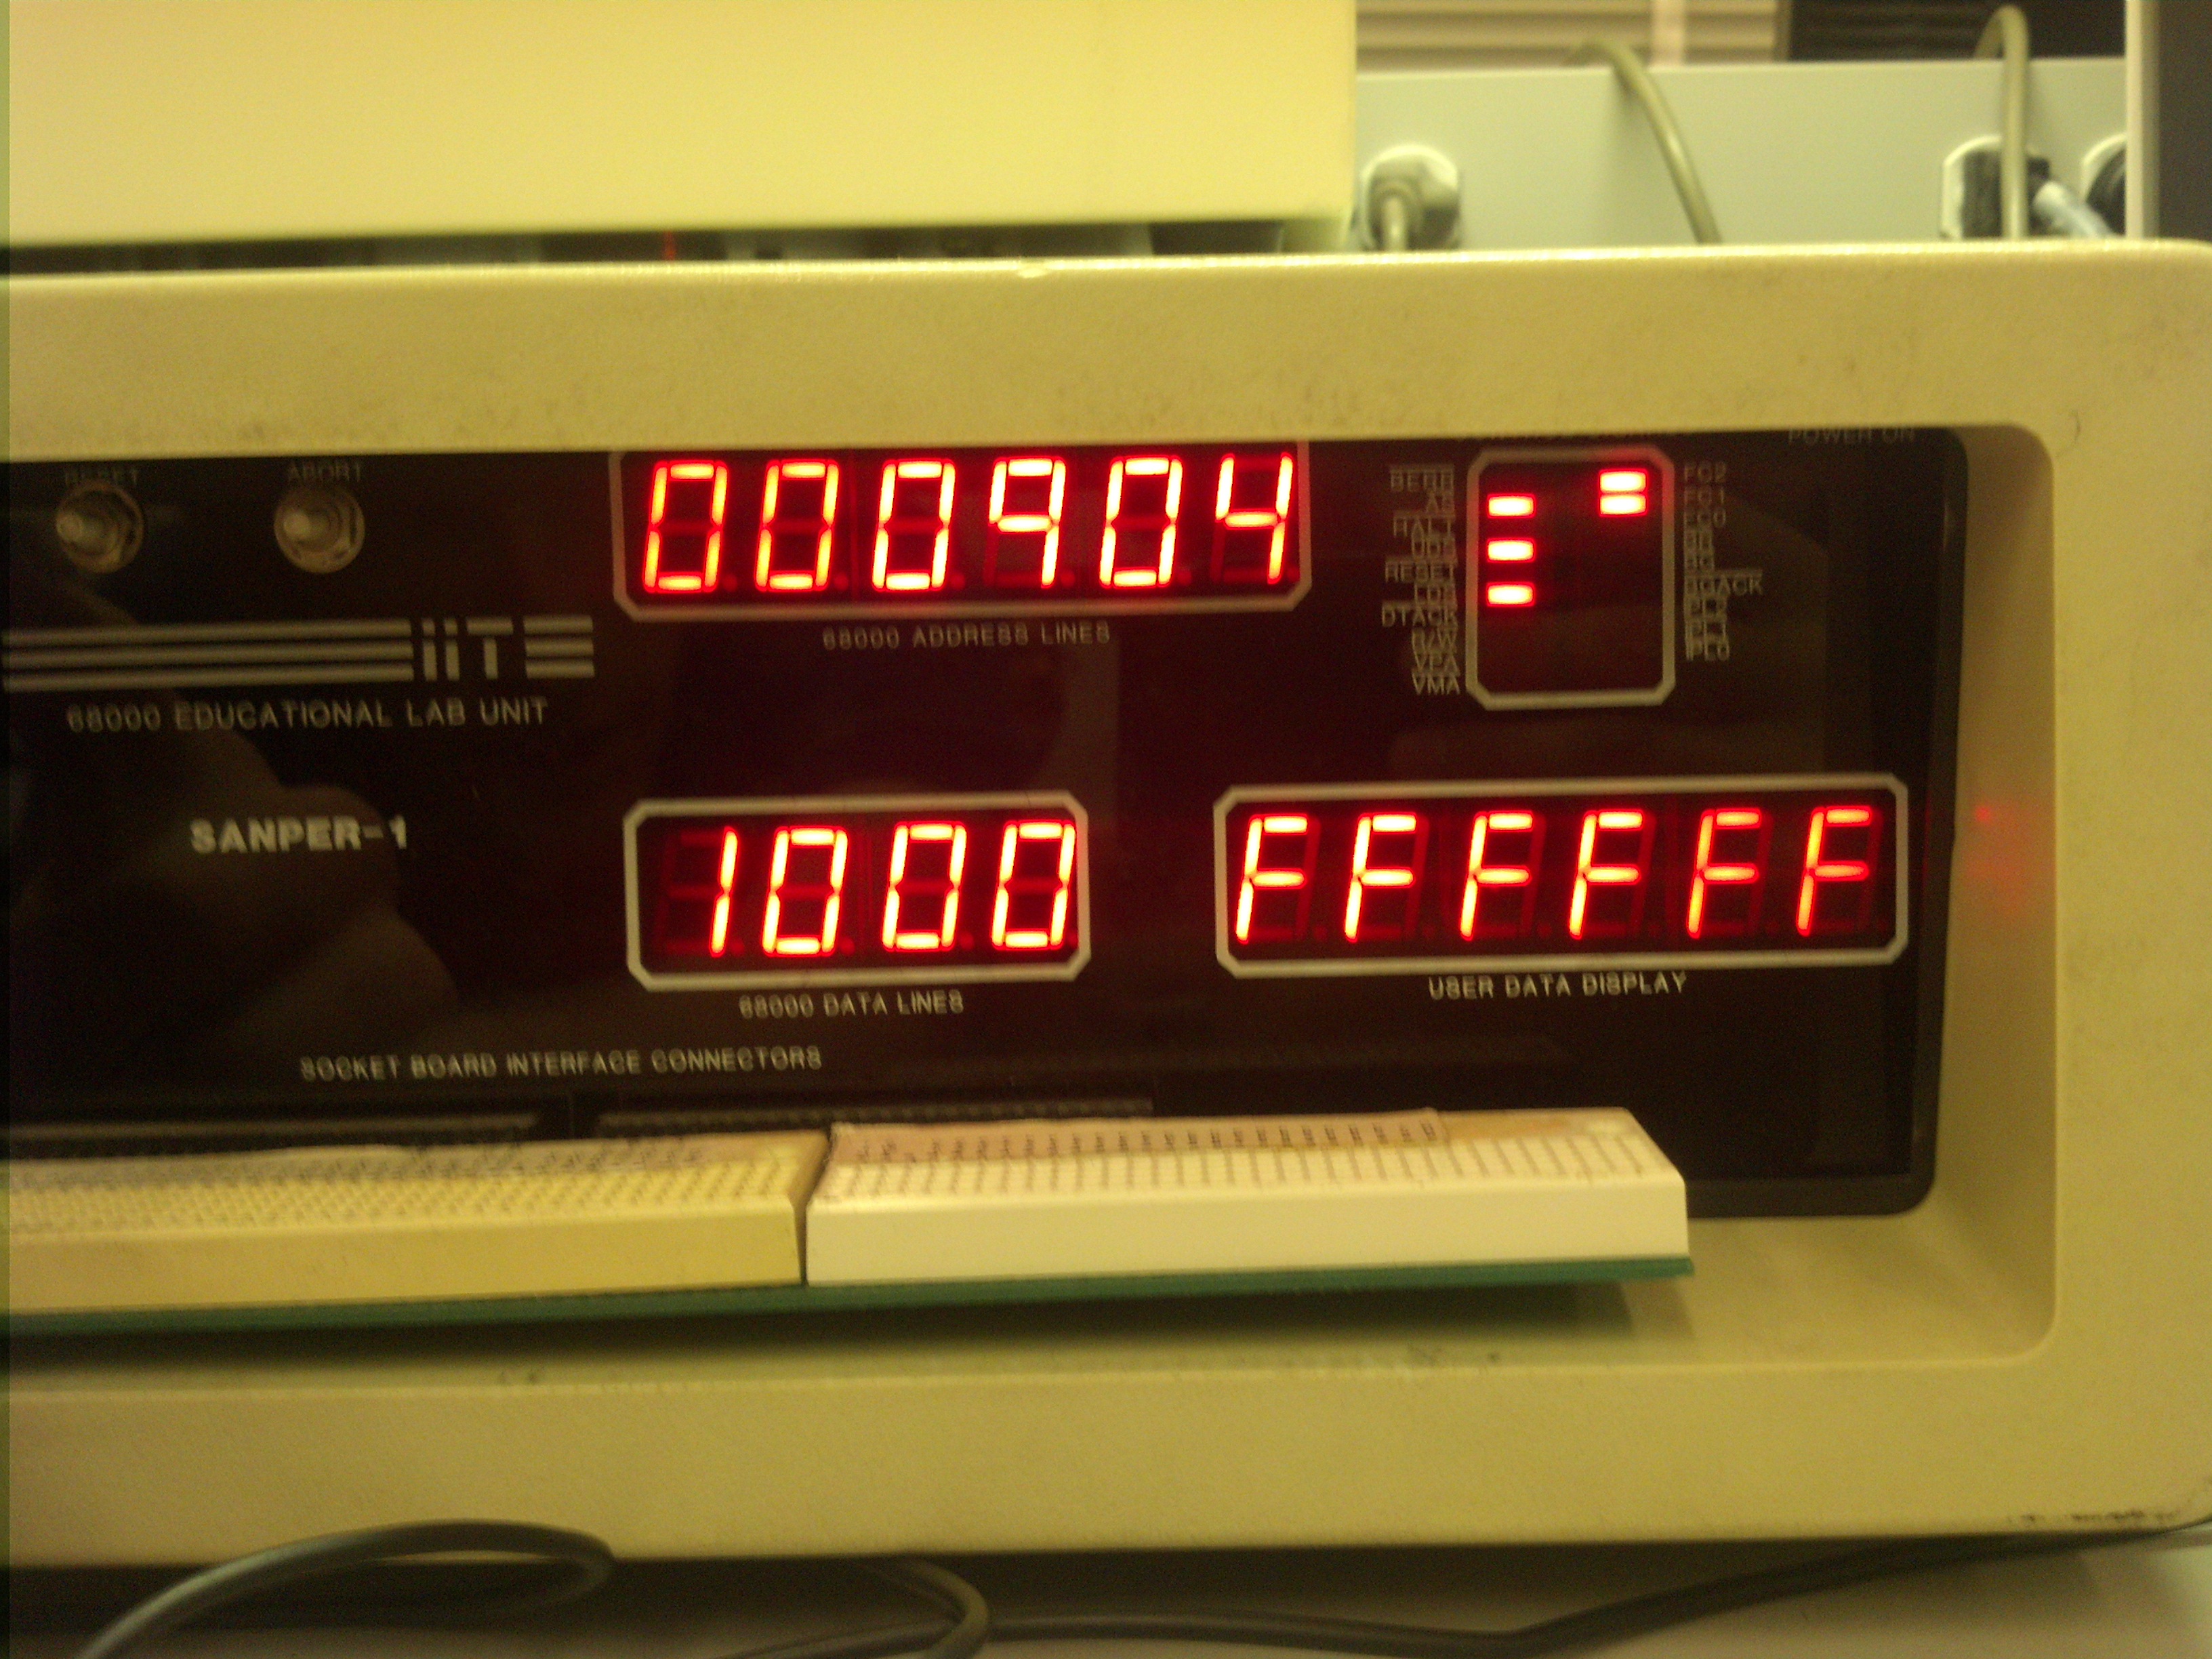 POWER ON
RESET
ABORT
000904
68000 ADDRESS LINES
BERR
AS
HALT
UDS
RESET
LDS
DTACK
R/W
VPA
VMA
FC2
FC1
FC0
BR
BG
BGACK
IPL2
IPL1
IPL0
iiT
68000 EDUCATIONAL LAB UNIT
SANPER-1
1000
68000 DATA LINES
FFFFFF
USER DATA DISPLAY
SOCKET BOARD INTERFACE CONNECTORS